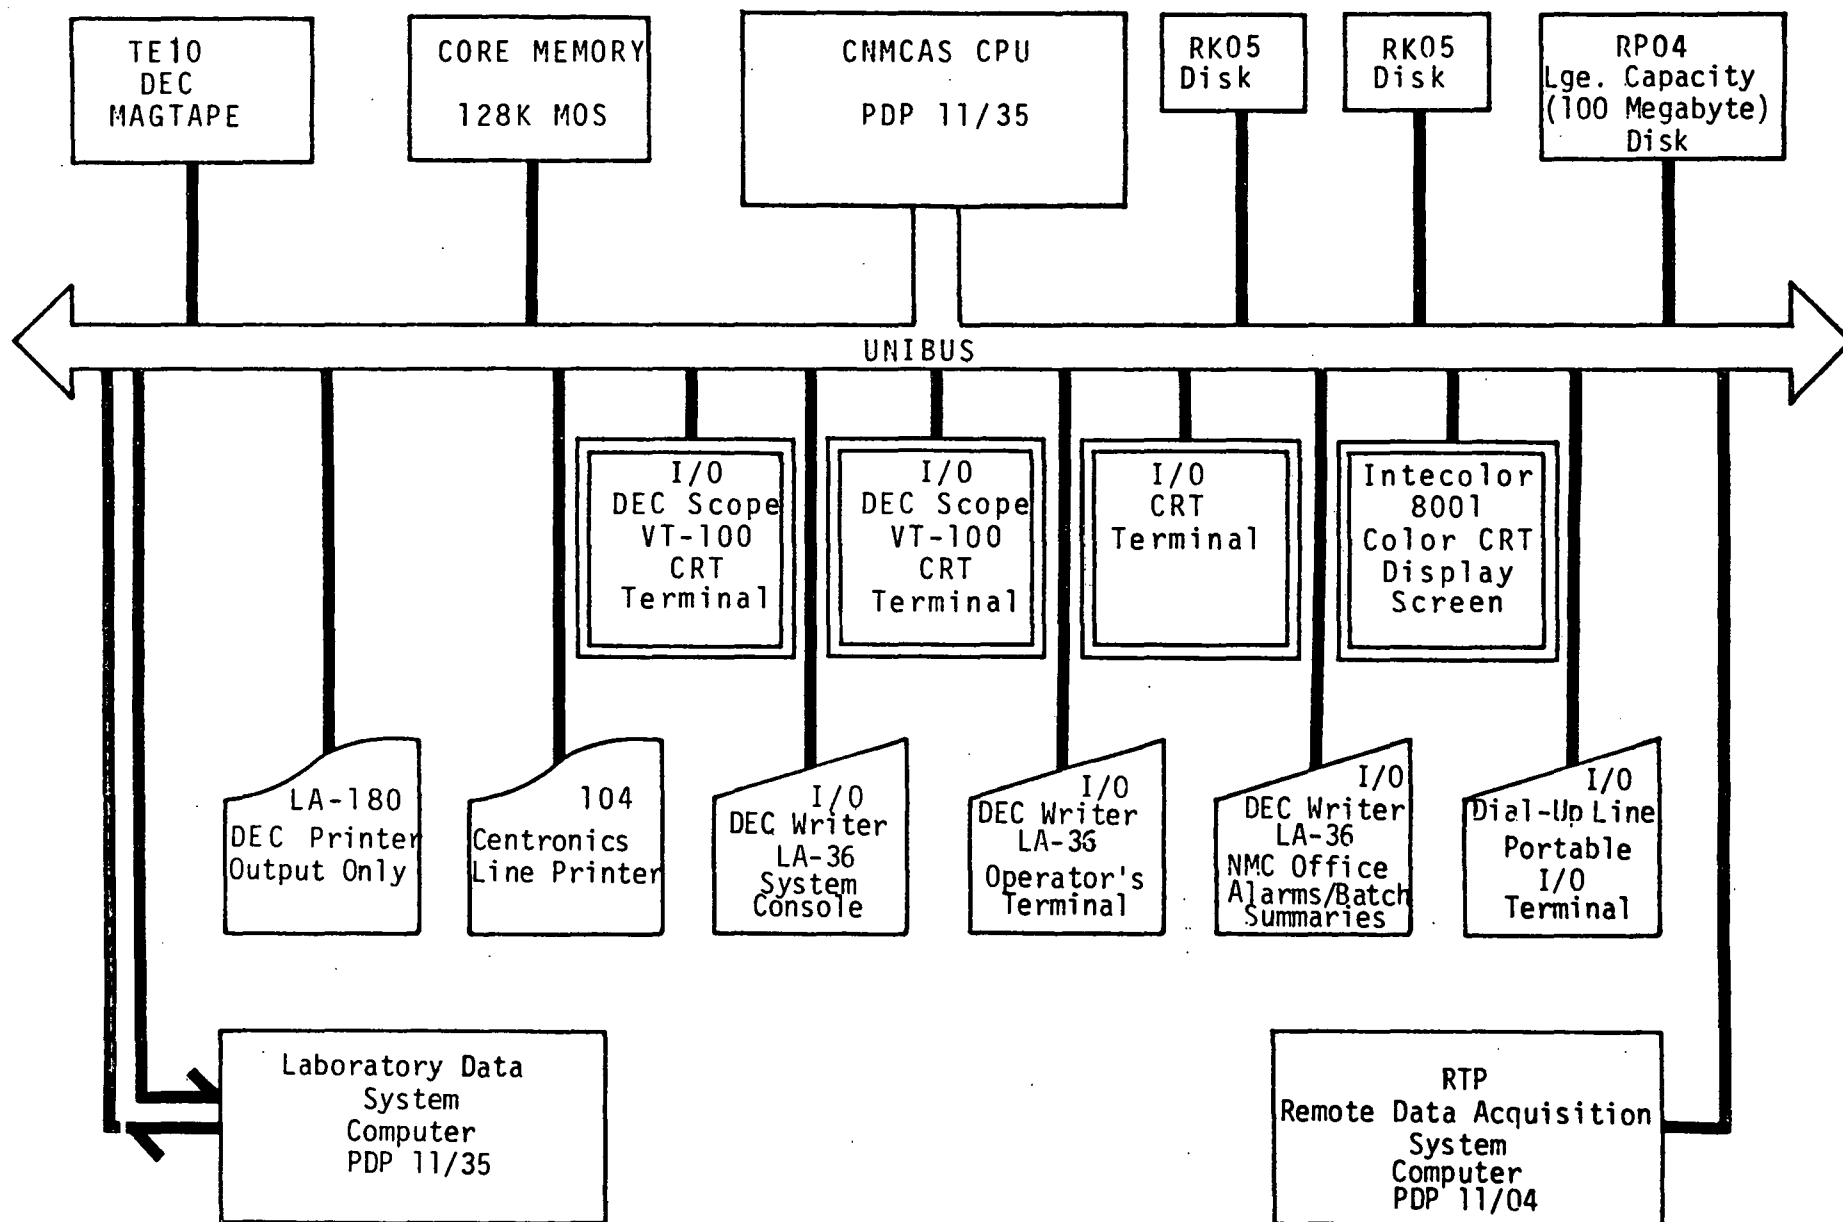 TE10
DEC
MAGTAPE
CORE MEMORY
128K MOS
CNMCAS CPU
PDP 11/35
RK05
Disk
RK05
Disk
RP04
Lge. Capacity
(100 Megabyte)
Disk
UNIBUS
I/O
DEC Scope
VT-100
CRT
Terminal
I/O
DEC Scope
VT-100
CRT
Terminal
I/O
CRT
Terminal
Intecolor
8001
Color CRT
Display
Screen
LA-180
DEC Printer
Output Only
104
Centronics
Line Printer
I/O
DEC Writer
LA-36
System
Console
I/O
DEC Writer
LA-36
Operator's
Terminal
I/O
DEC Writer
LA-36
NMC Office
Alarms/Batch
Summaries
I/O
Dial-Up Line
Portable
I/O
Terminal
Laboratory Data
System
Computer
PDP 11/35
RTP
Remote Data Acquisition
System
Computer
PDP 11/04